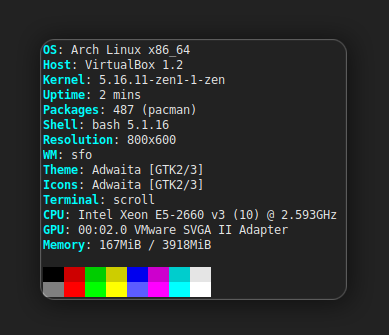 OS: Arch Linux x86_64
Host: VirtualBox 1.2
Kernel: 5.16.11-zen1-1-zen
Uptime: 2 mins
Packages: 487 (pacman)
Shell: bash 5.1.16
Resolution: 800x600
WM: sfo
Theme: Adwaita [GTK2/3]
Icons: Adwaita [GTK2/3]
Terminal: scroll
CPU: Intel Xeon E5-2660 v3 (10) @ 2.593GHz
GPU: 00:02.0 VMware SVGA II Adapter
Memory: 167MiB / 3918MiB